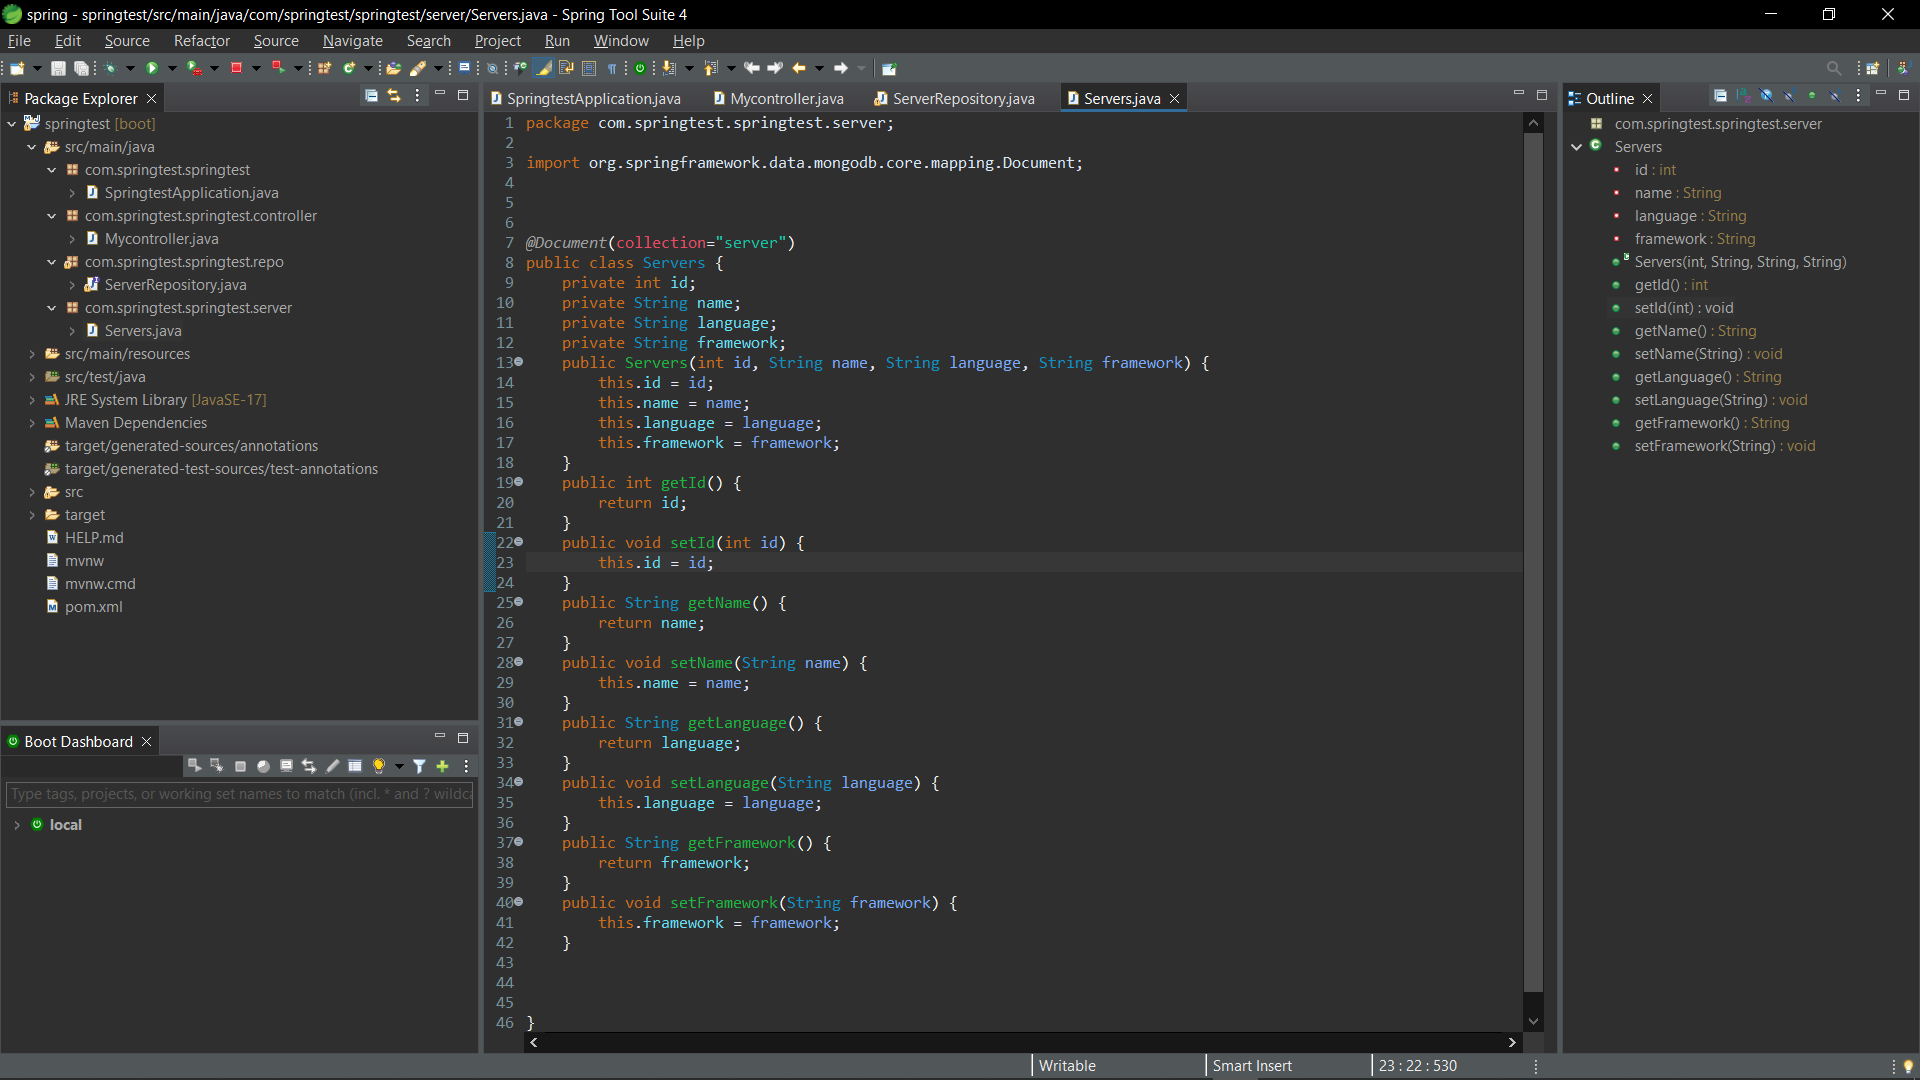 spring - springtest/src/main/java/com/springtest/springtest/server/Servers.java - Spring Tool Suite 4
File Edit Source Refactor Source Navigate Search Project Run Window Help
Package Explorer
springtest [boot]
src/main/java
com.springtest.springtest
SpringtestApplication.java
com.springtest.springtest.controller
Mycontroller.java
com.springtest.springtest.repo
ServerRepository.java
com.springtest.springtest.server
Servers.java
src/main/resources
src/test/java
JRE System Library [JavaSE-17]
Maven Dependencies
target/generated-sources/annotations
target/generated-test-sources/test-annotations
src
target
HELP.md
mvnw
mvnw.cmd
pom.xml
Boot Dashboard
Type tags, projects, or working set names to match (incl. * and ? wildca
local
SpringtestApplication.java Mycontroller.java ServerRepository.java Servers.java
1 package com.springtest.springtest.server;
2
3 import org.springframework.data.mongodb.core.mapping.Document;
4
5
6
7 @Document(collection="server")
8 public class Servers {
9 private int id;
10 private String name;
11 private String language;
12 private String framework;
13 public Servers(int id, String name, String language, String framework) {
14 this.id = id;
15 this.name = name;
16 this.language = language;
17 this.framework = framework;
18 }
19 public int getId() {
20 return id;
21 }
22 public void setId(int id) {
23 this.id = id;
24 }
25 public String getName() {
26 return name;
27 }
28 public void setName(String name) {
29 this.name = name;
30 }
31 public String getLanguage() {
32 return language;
33 }
34 public void setLanguage(String language) {
35 this.language = language;
36 }
37 public String getFramework() {
38 return framework;
39 }
40 public void setFramework(String framework) {
41 this.framework = framework;
42 }
43
44
45
46 }
Outline
com.springtest.springtest.server
Servers
id : int
name : String
language : String
framework : String
Servers(int, String, String, String)
getId() : int
setId(int) : void
getName() : String
setName(String) : void
getLanguage() : String
setLanguage(String) : void
getFramework() : String
setFramework(String) : void
Writable Smart Insert 23 : 22 : 530